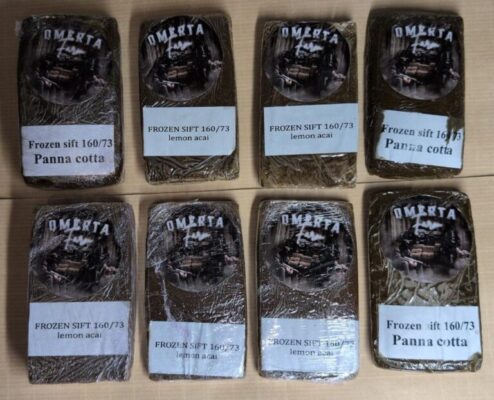 OMERTA
Frozen sift 160/73
Panna cotta
OMERTA
FROZEN SIFT 160/73
lemon acai
OMERTA
FROZEN SIFT 160/73
lemon acai
OMERTA
Frozen sift 160/73
Panna cotta
OMERTA
FROZEN SIFT 160/73
lemon acai
OMERTA
FROZEN SIFT 160/73
lemon acai
OMERTA
FROZEN SIFT 160/73
lemon acai
OMERTA
Frozen sift 160/73
Panna cotta